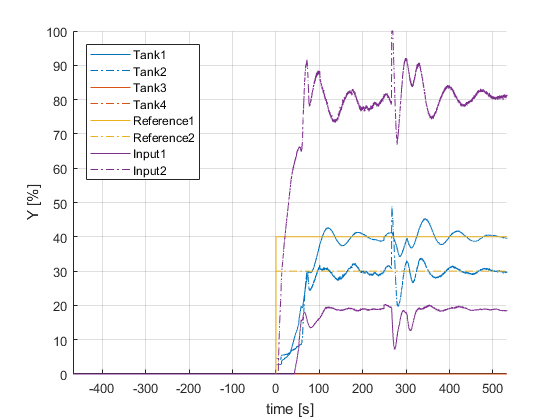 100
90
80
70
60
50
40
30
20
10
0
Y [%]
Tank1
Tank2
Tank3
Tank4
Reference1
Reference2
Input1
Input2
-400 -300 -200 -100 0 100 200 300 400 500
time [s]